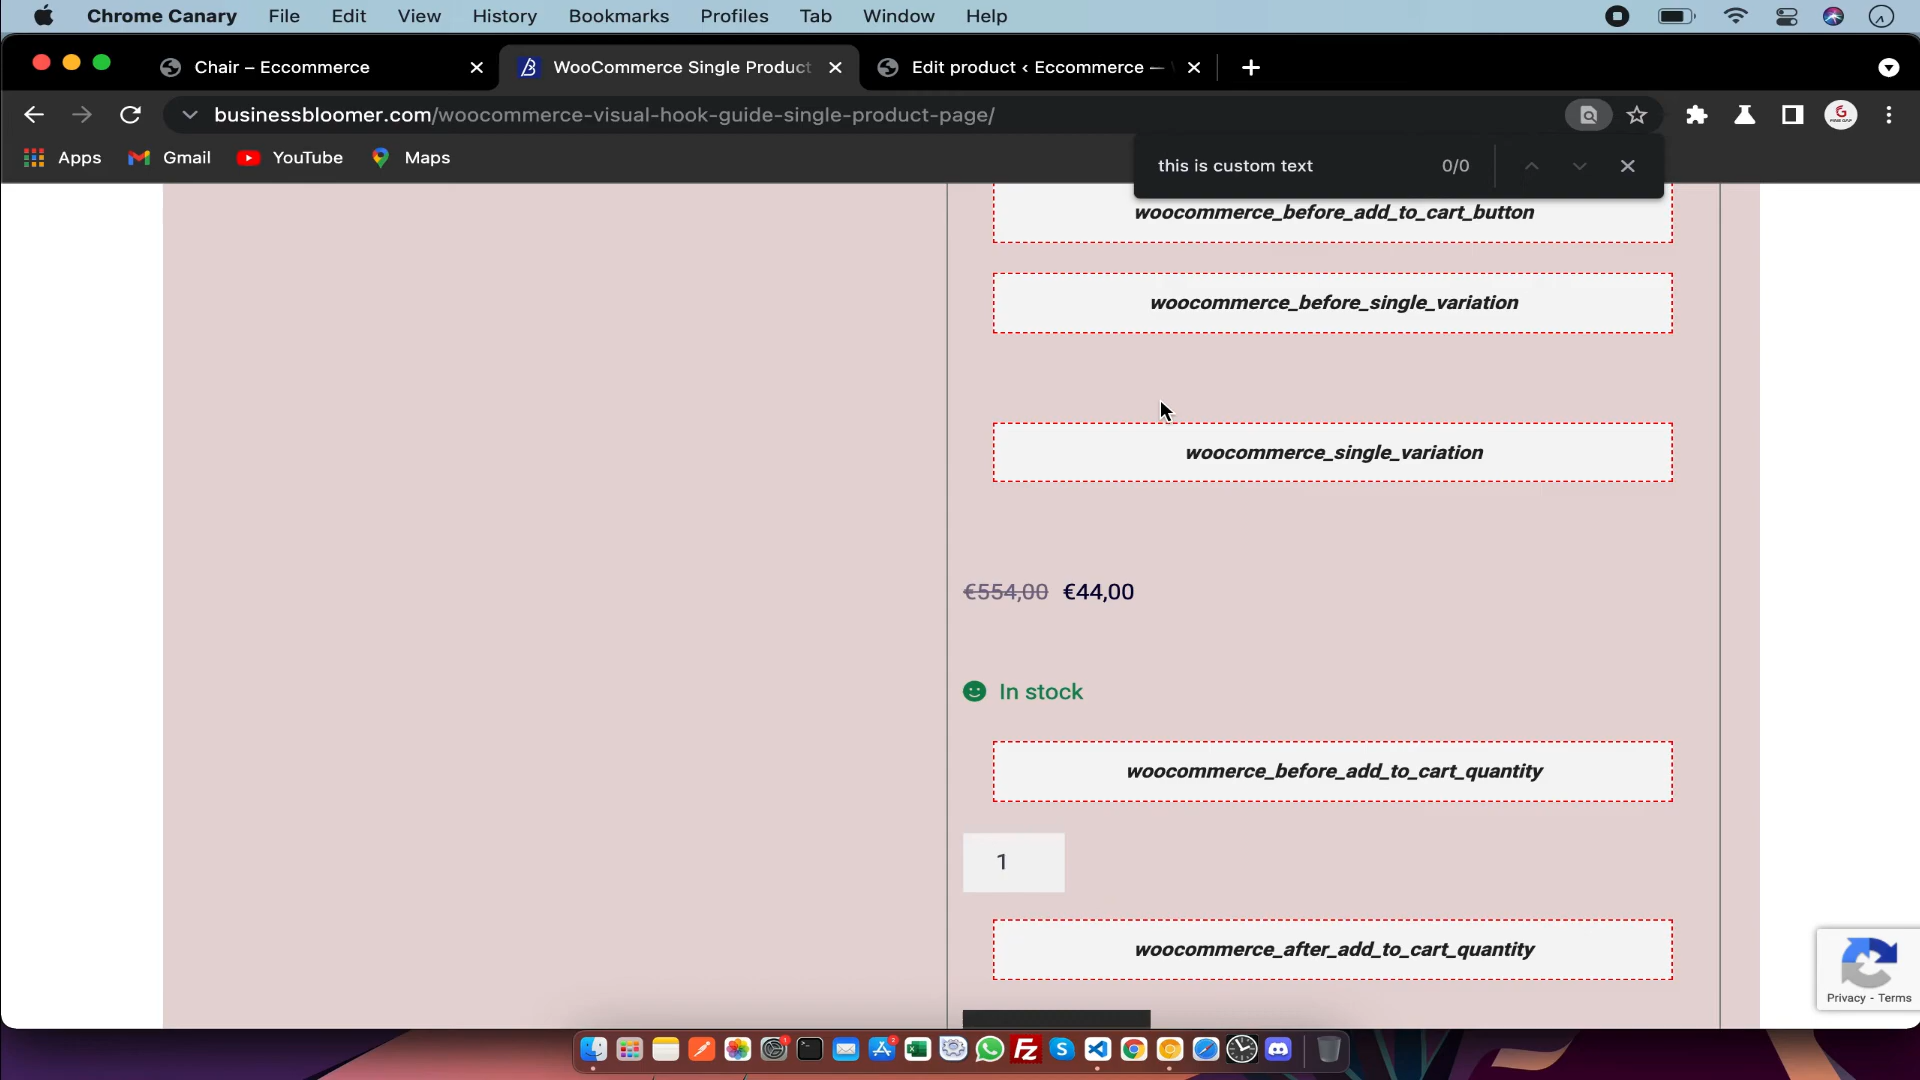 Chrome Canary File Edit View History Bookmarks Profiles Tab Window Help
Chair – Eccommerce
WooCommerce Single Product
Edit product ‹ Eccommerce —
businessbloomer.com/woocommerce-visual-hook-guide-single-product-page/
Apps Gmail YouTube Maps
this is custom text 0/0
woocommerce_before_add_to_cart_button
woocommerce_before_single_variation
woocommerce_single_variation
€554,00 €44,00
In stock
woocommerce_before_add_to_cart_quantity
1
woocommerce_after_add_to_cart_quantity
Privacy - Terms